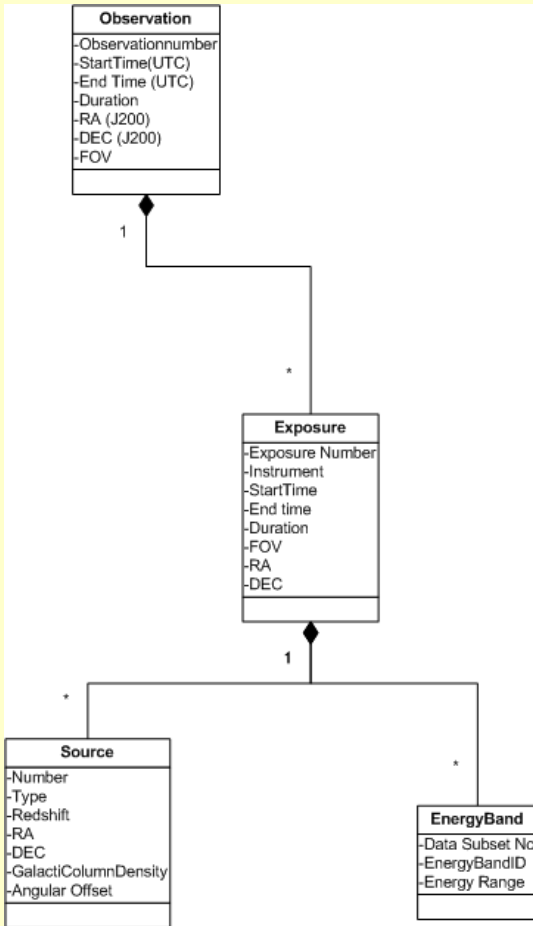 Observation
-Observationnumber
-StartTime(UTC)
-End Time (UTC)
-Duration
-RA (J200)
-DEC (J200)
-FOV
1
*
Exposure
-Exposure Number
-Instrument
-StartTime
-End time
-Duration
-FOV
-RA
-DEC
1
*
*
Source
-Number
-Type
-Redshift
-RA
-DEC
-GalactiColumnDensity
-Angular Offset
EnergyBand
-Data Subset No
-EnergyBandID
-Energy Range